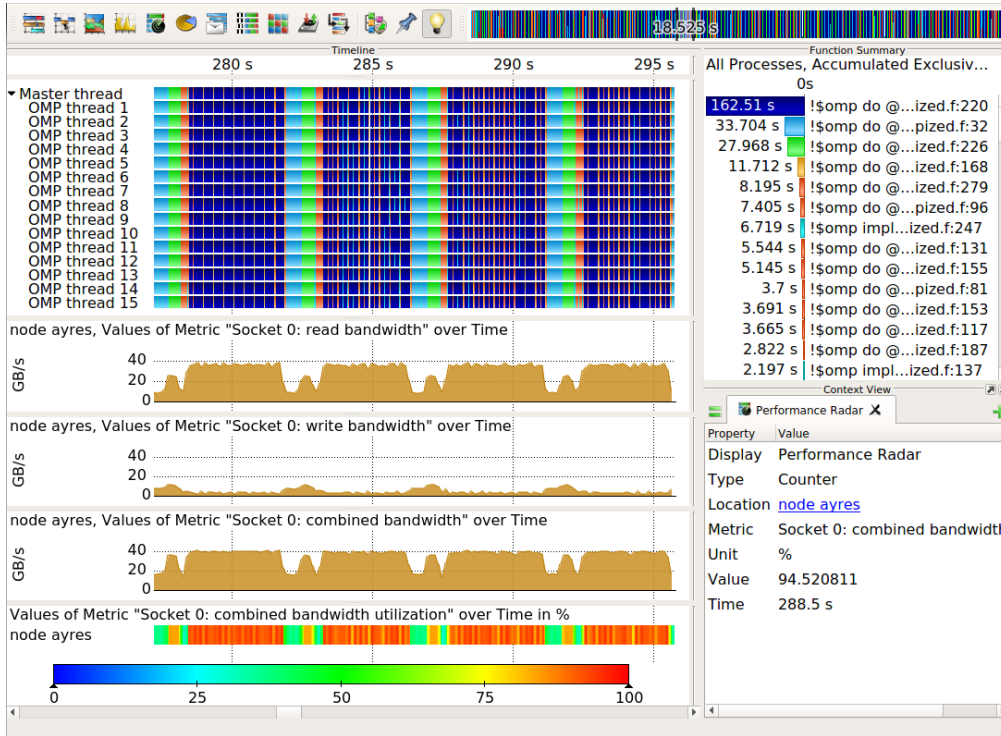 18.525 s
Timeline
280 s 285 s 290 s 295 s
Master thread
OMP thread 1
OMP thread 2
OMP thread 3
OMP thread 4
OMP thread 5
OMP thread 6
OMP thread 7
OMP thread 8
OMP thread 9
OMP thread 10
OMP thread 11
OMP thread 12
OMP thread 13
OMP thread 14
OMP thread 15
node ayres, Values of Metric "Socket 0: read bandwidth" over Time
GB/s
40
20
0
node ayres, Values of Metric "Socket 0: write bandwidth" over Time
GB/s
40
20
0
node ayres, Values of Metric "Socket 0: combined bandwidth" over Time
GB/s
40
20
0
Values of Metric "Socket 0: combined bandwidth utilization" over Time in %
node ayres
0 25 50 75 100
Function Summary
All Processes, Accumulated Exclusiv...
0s
162.51 s !$omp do @...ized.f:220
33.704 s !$omp do @...pized.f:32
27.968 s !$omp do @...ized.f:226
11.712 s !$omp do @...ized.f:168
8.195 s !$omp do @...ized.f:279
7.405 s !$omp do @...pized.f:96
6.719 s !$omp impl...ized.f:247
5.544 s !$omp do @...ized.f:131
5.145 s !$omp do @...ized.f:155
3.7 s !$omp do @...pized.f:81
3.691 s !$omp do @...ized.f:153
3.665 s !$omp do @...ized.f:117
2.822 s !$omp do @...ized.f:187
2.197 s !$omp impl...ized.f:137
Context View
Performance Radar
Property Value
Display Performance Radar
Type Counter
Location node ayres
Metric Socket 0: combined bandwidth
Unit %
Value 94.520811
Time 288.5 s